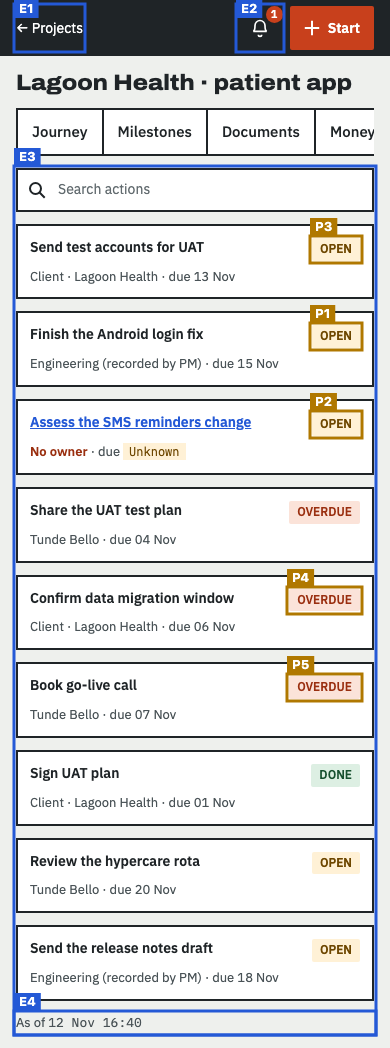 E1
E2
← Projects
1
Start
Lagoon Health · patient app
Journey
Milestones
Documents
Money
E3
Search actions
P3
Send test accounts for UAT
OPEN
Client · Lagoon Health · due 13 Nov
P1
Finish the Android login fix
OPEN
Engineering (recorded by PM) · due 15 Nov
P2
Assess the SMS reminders change
OPEN
No owner · due Unknown
Share the UAT test plan
OVERDUE
Tunde Bello · due 04 Nov
P4
Confirm data migration window
OVERDUE
Client · Lagoon Health · due 06 Nov
P5
Book go-live call
OVERDUE
Tunde Bello · due 07 Nov
Sign UAT plan
DONE
Client · Lagoon Health · due 01 Nov
Review the hypercare rota
OPEN
Tunde Bello · due 20 Nov
Send the release notes draft
OPEN
Engineering (recorded by PM) · due 18 Nov
E4
As of 12 Nov 16:40